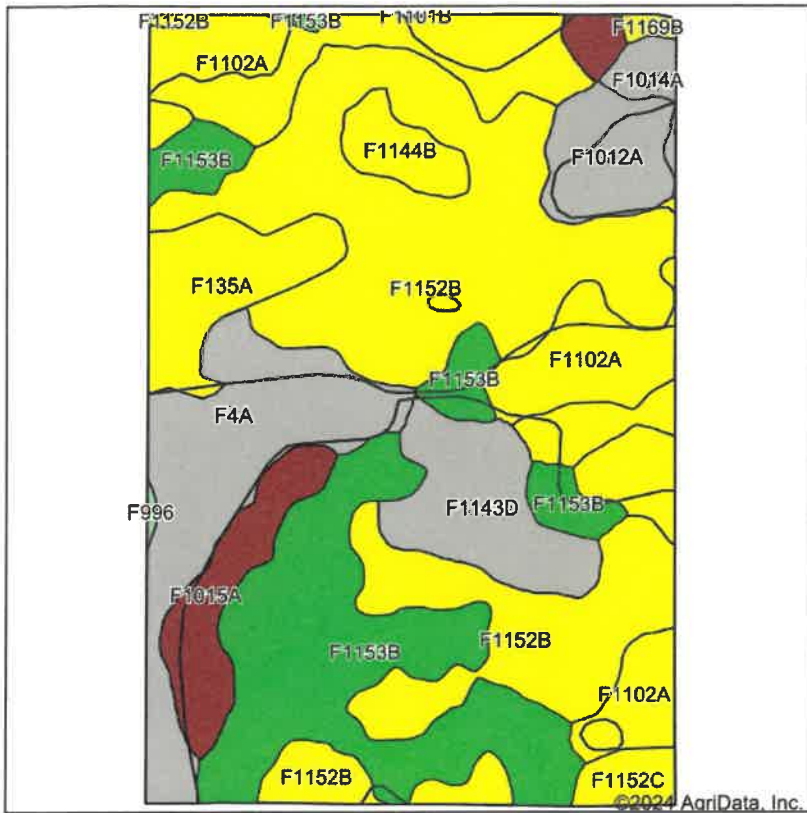 F1152B
F1153B
F1101B
F1169B
F1102A
F1014A
F1153B
F1144B
F1012A
F135A
F1152B
F1153B
F1102A
F4A
F996
F1143D
F1153B
F1015A
F1153B
F1152B
F1102A
F1152B
F1152C
©2024 AgriData, Inc.